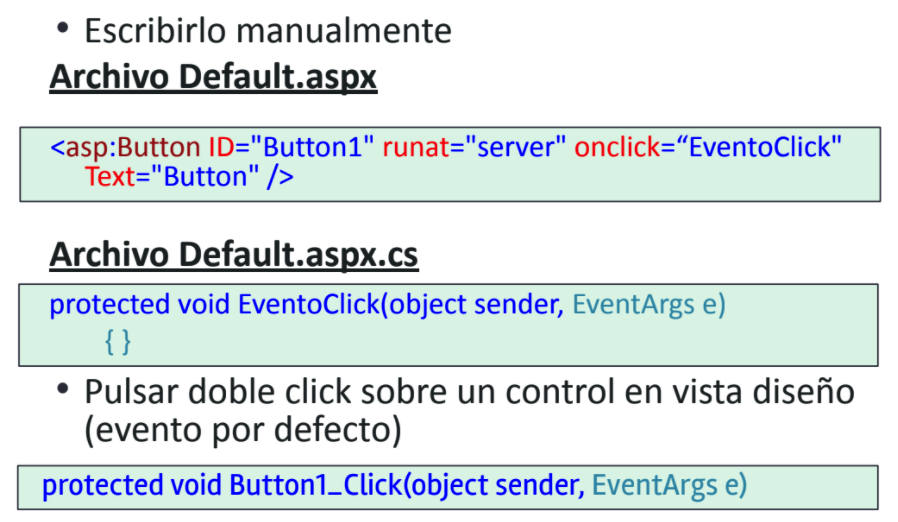 • Escribirlo manualmente
Archivo Default.aspx
<asp:Button ID="Button1" runat="server" onclick=“EventoClick"
Text="Button" />
Archivo Default.aspx.cs
protected void EventoClick(object sender, EventArgs e)
{ }
• Pulsar doble click sobre un control en vista diseño
(evento por defecto)
protected void Button1_Click(object sender, EventArgs e)